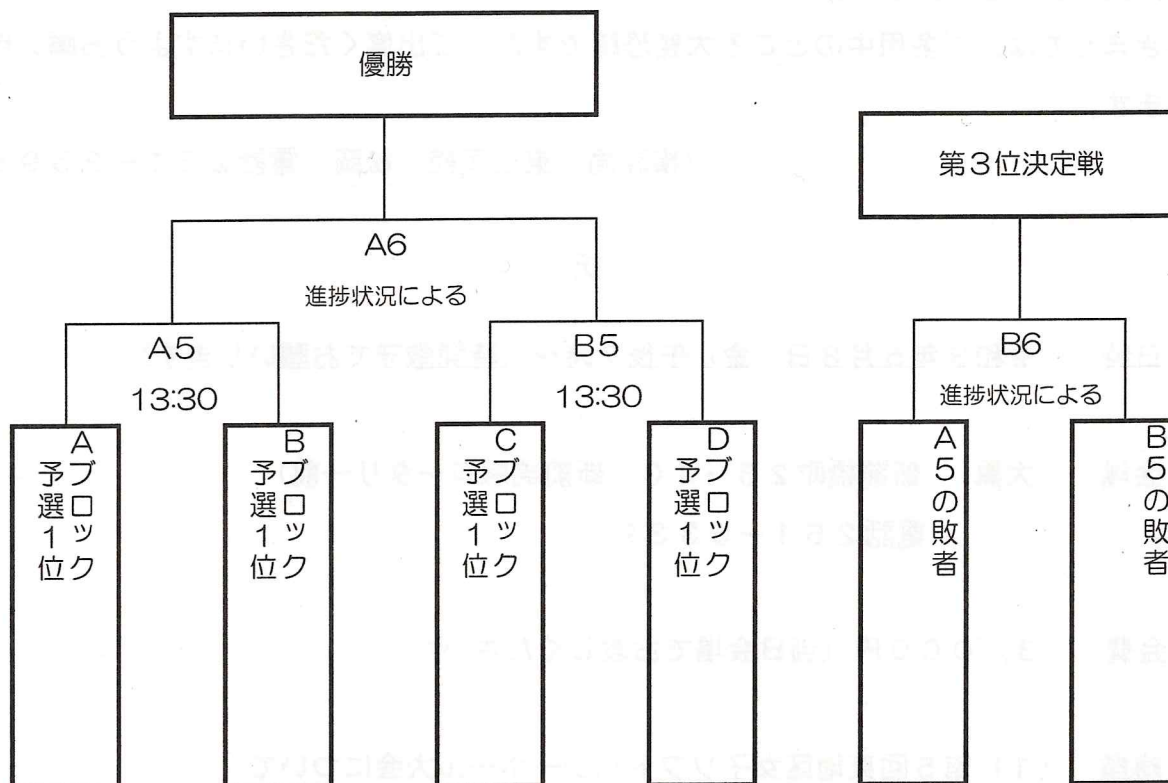 優勝
第3位決定戦
A6
進捗状況による
A5
13:30
B5
13:30
B6
進捗状況による
Aブロック
予選1位
Bブロック
予選1位
Cブロック
予選1位
Dブロック
予選1位
A5の敗者
B5の敗者